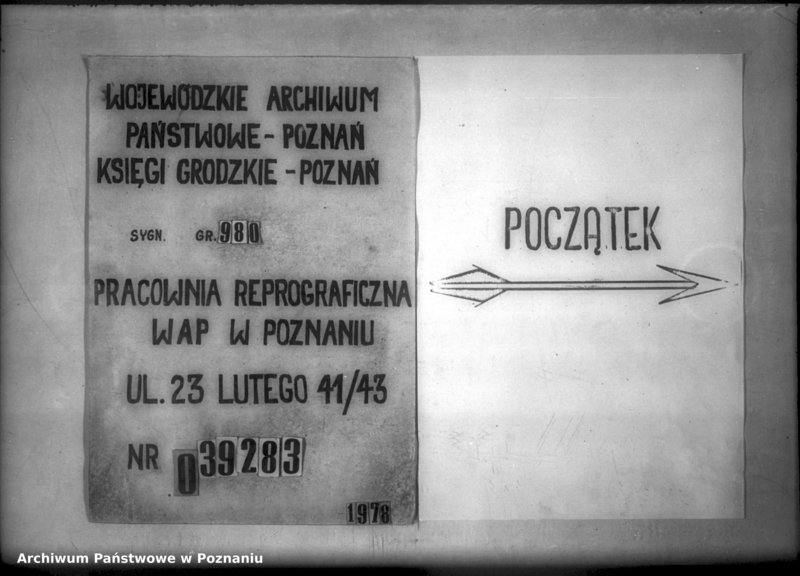 WOJEWÓDZKIE ARCHIWUM
PAŃSTWOWE - POZNAŃ
KSIĘGI GRODZKIE - POZNAŃ
SYGN. GR. 980
PRACOWNIA REPROGRAFICZNA
WAP W POZNANIU
UL. 23 LUTEGO 41/43
NR 039283
1978
POCZĄTEK
Archiwum Państwowe w Poznaniu